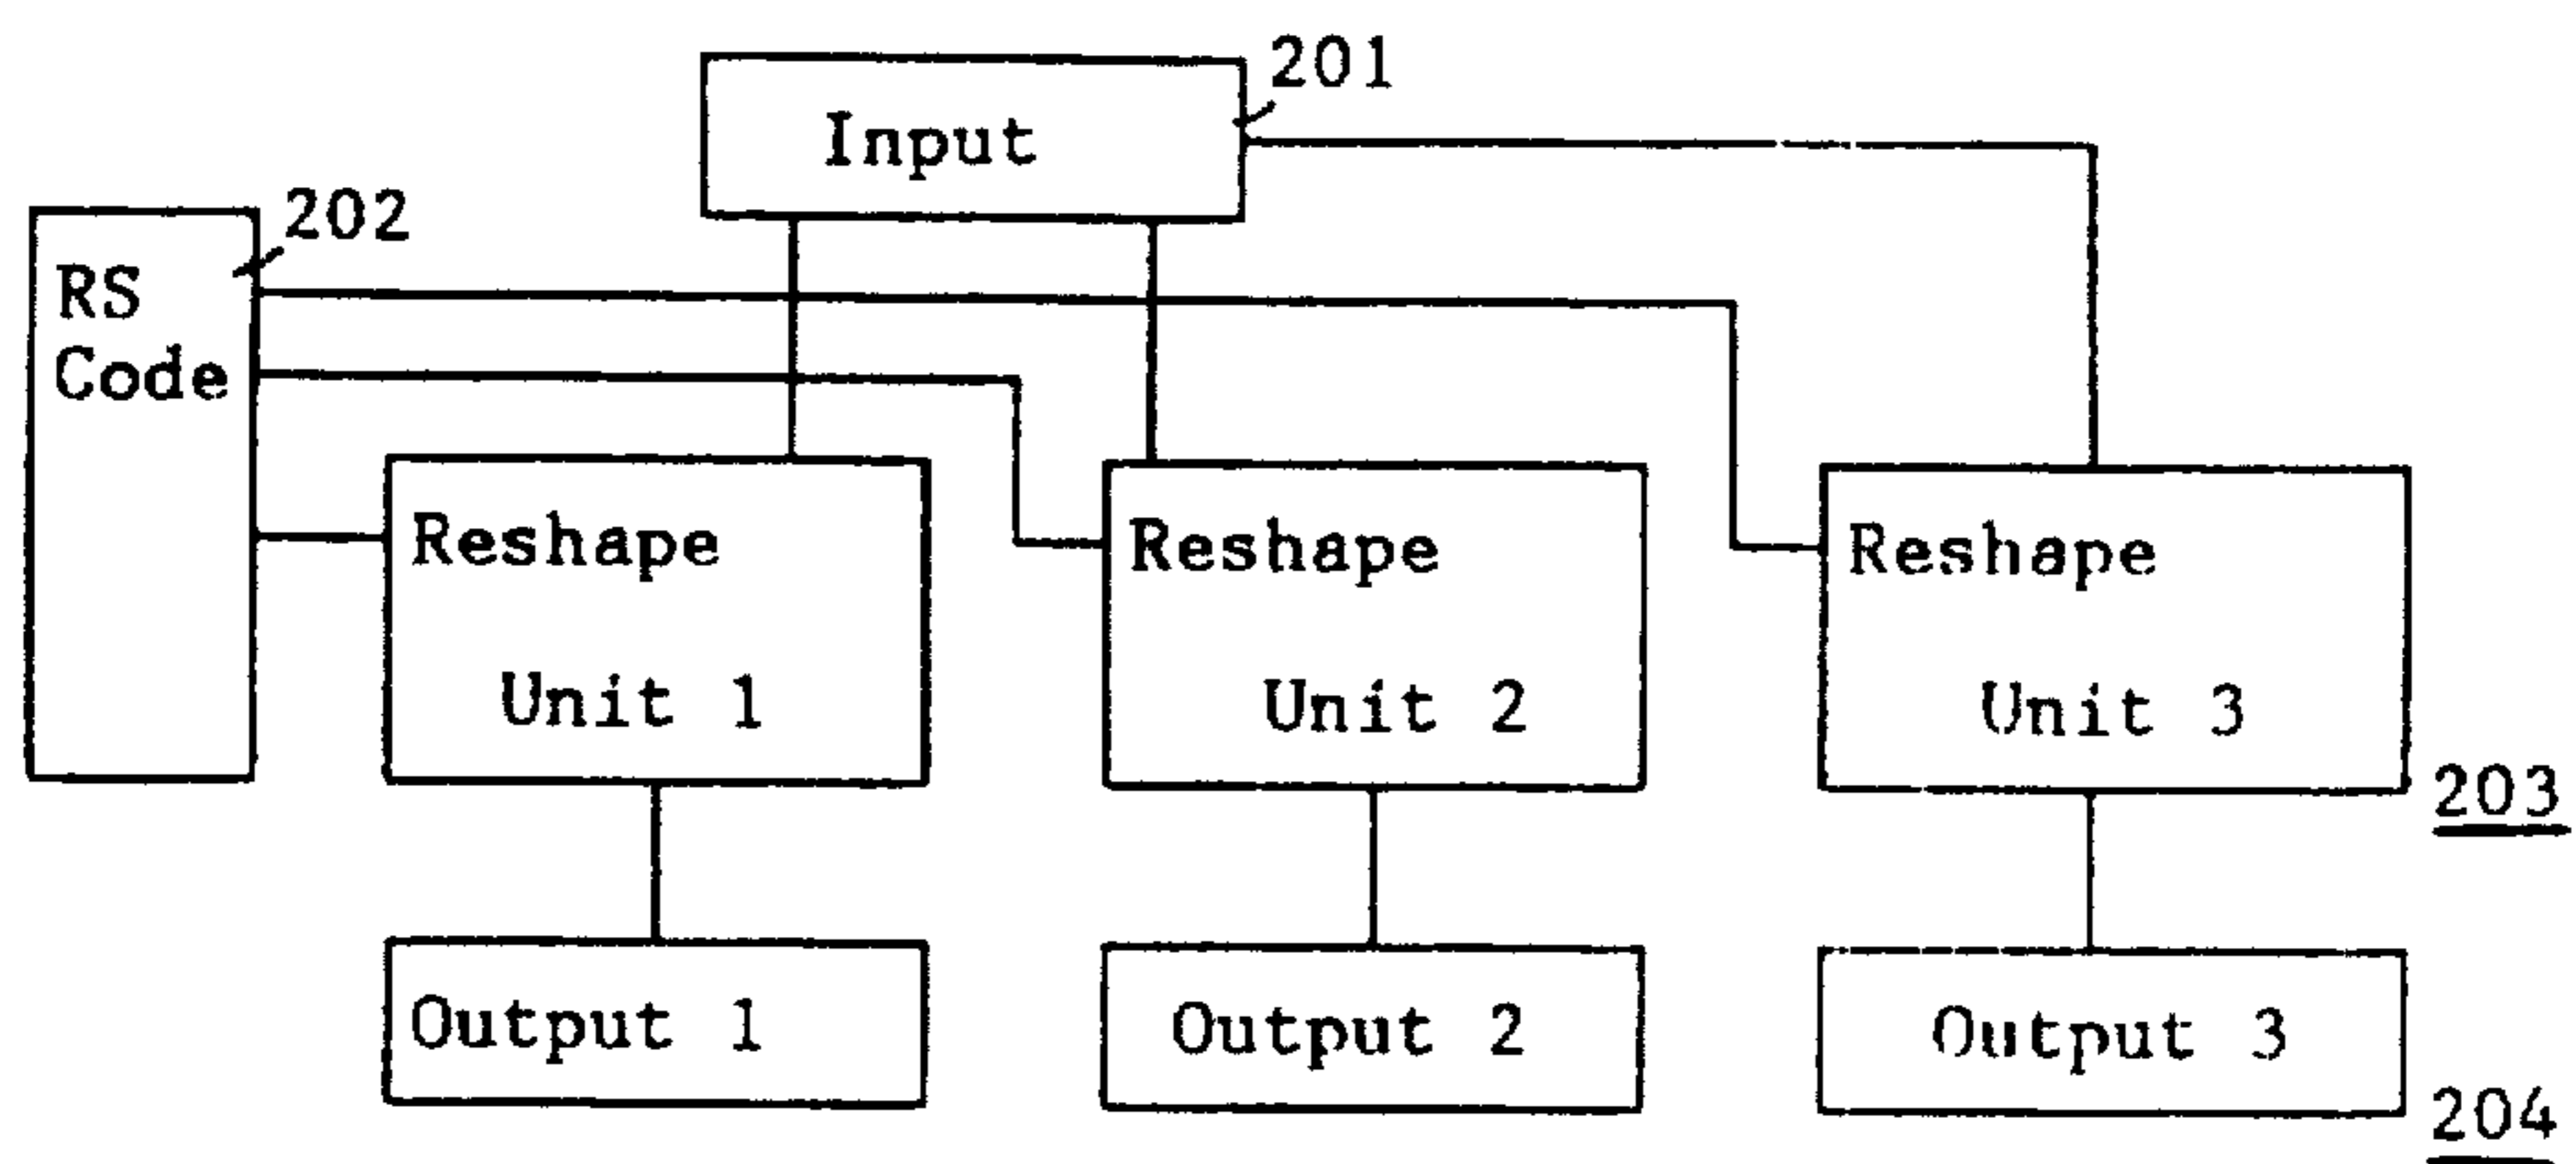 201
Input
202
RS
Code
Reshape
Unit 1
Reshape
Unit 2
Reshape
Unit 3
203
Output 1
Output 2
Output 3
204